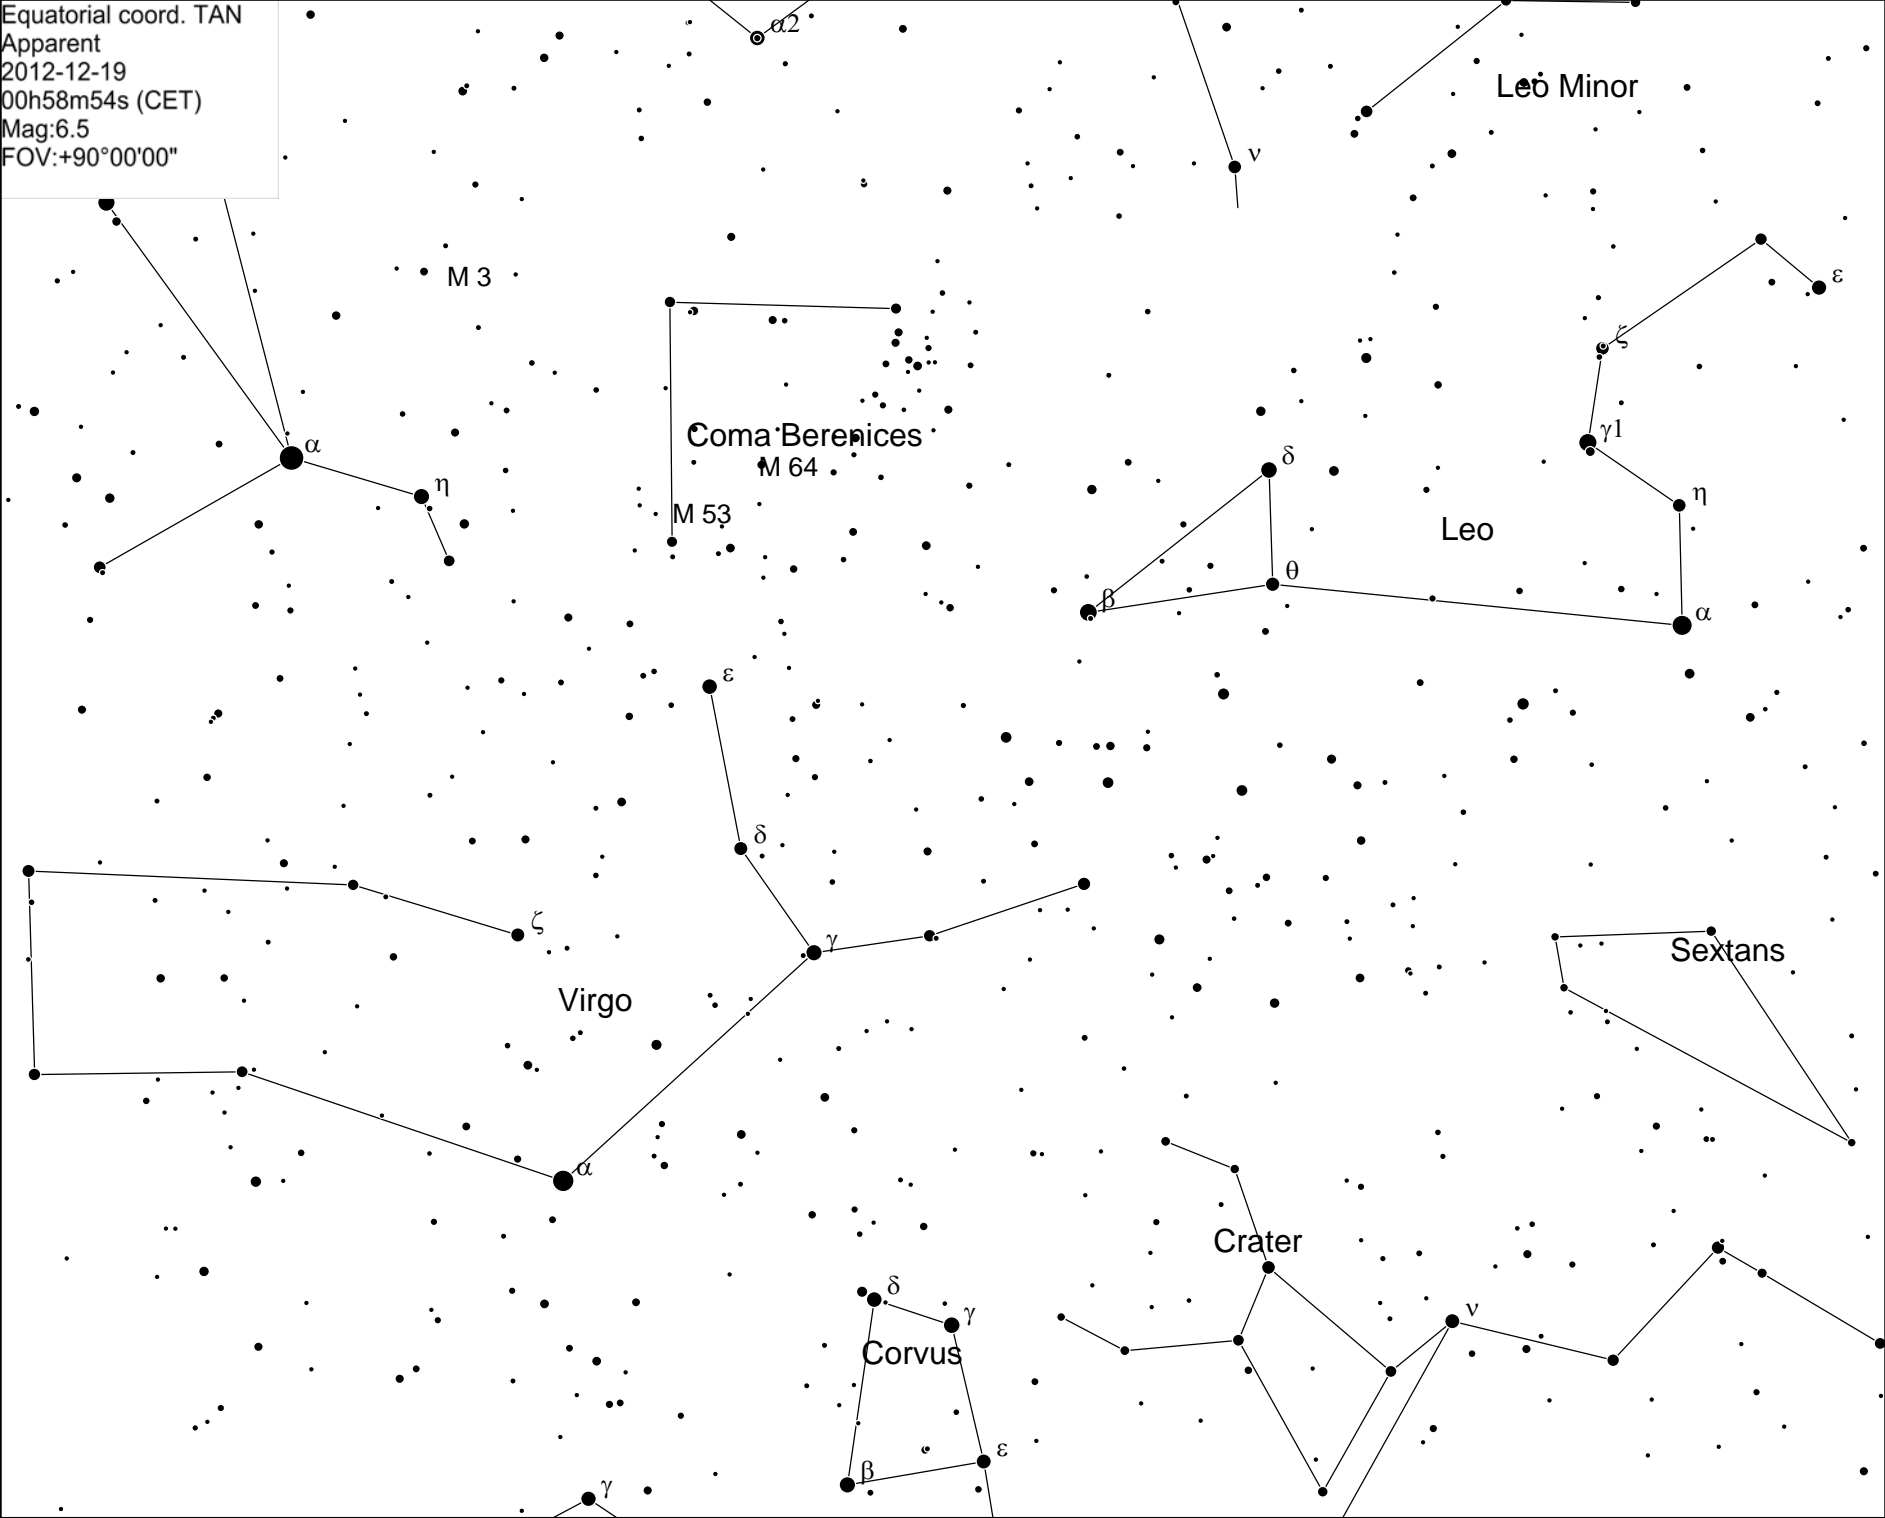 Equatorial coord. TAN
Apparent
2012-12-19
00h58m54s (CET)
Mag:6.5
FOV:+90°00'00"
α2
Leo Minor
ν
M 3
ε
ζ
Coma Berenices
γ1
α
M 64
δ
η
η
M 53
Leo
θ
β
α
ε
δ
ζ
γ
Sextans
Virgo
α
Crater
δ
γ
ν
Corvus
ε
β
γ